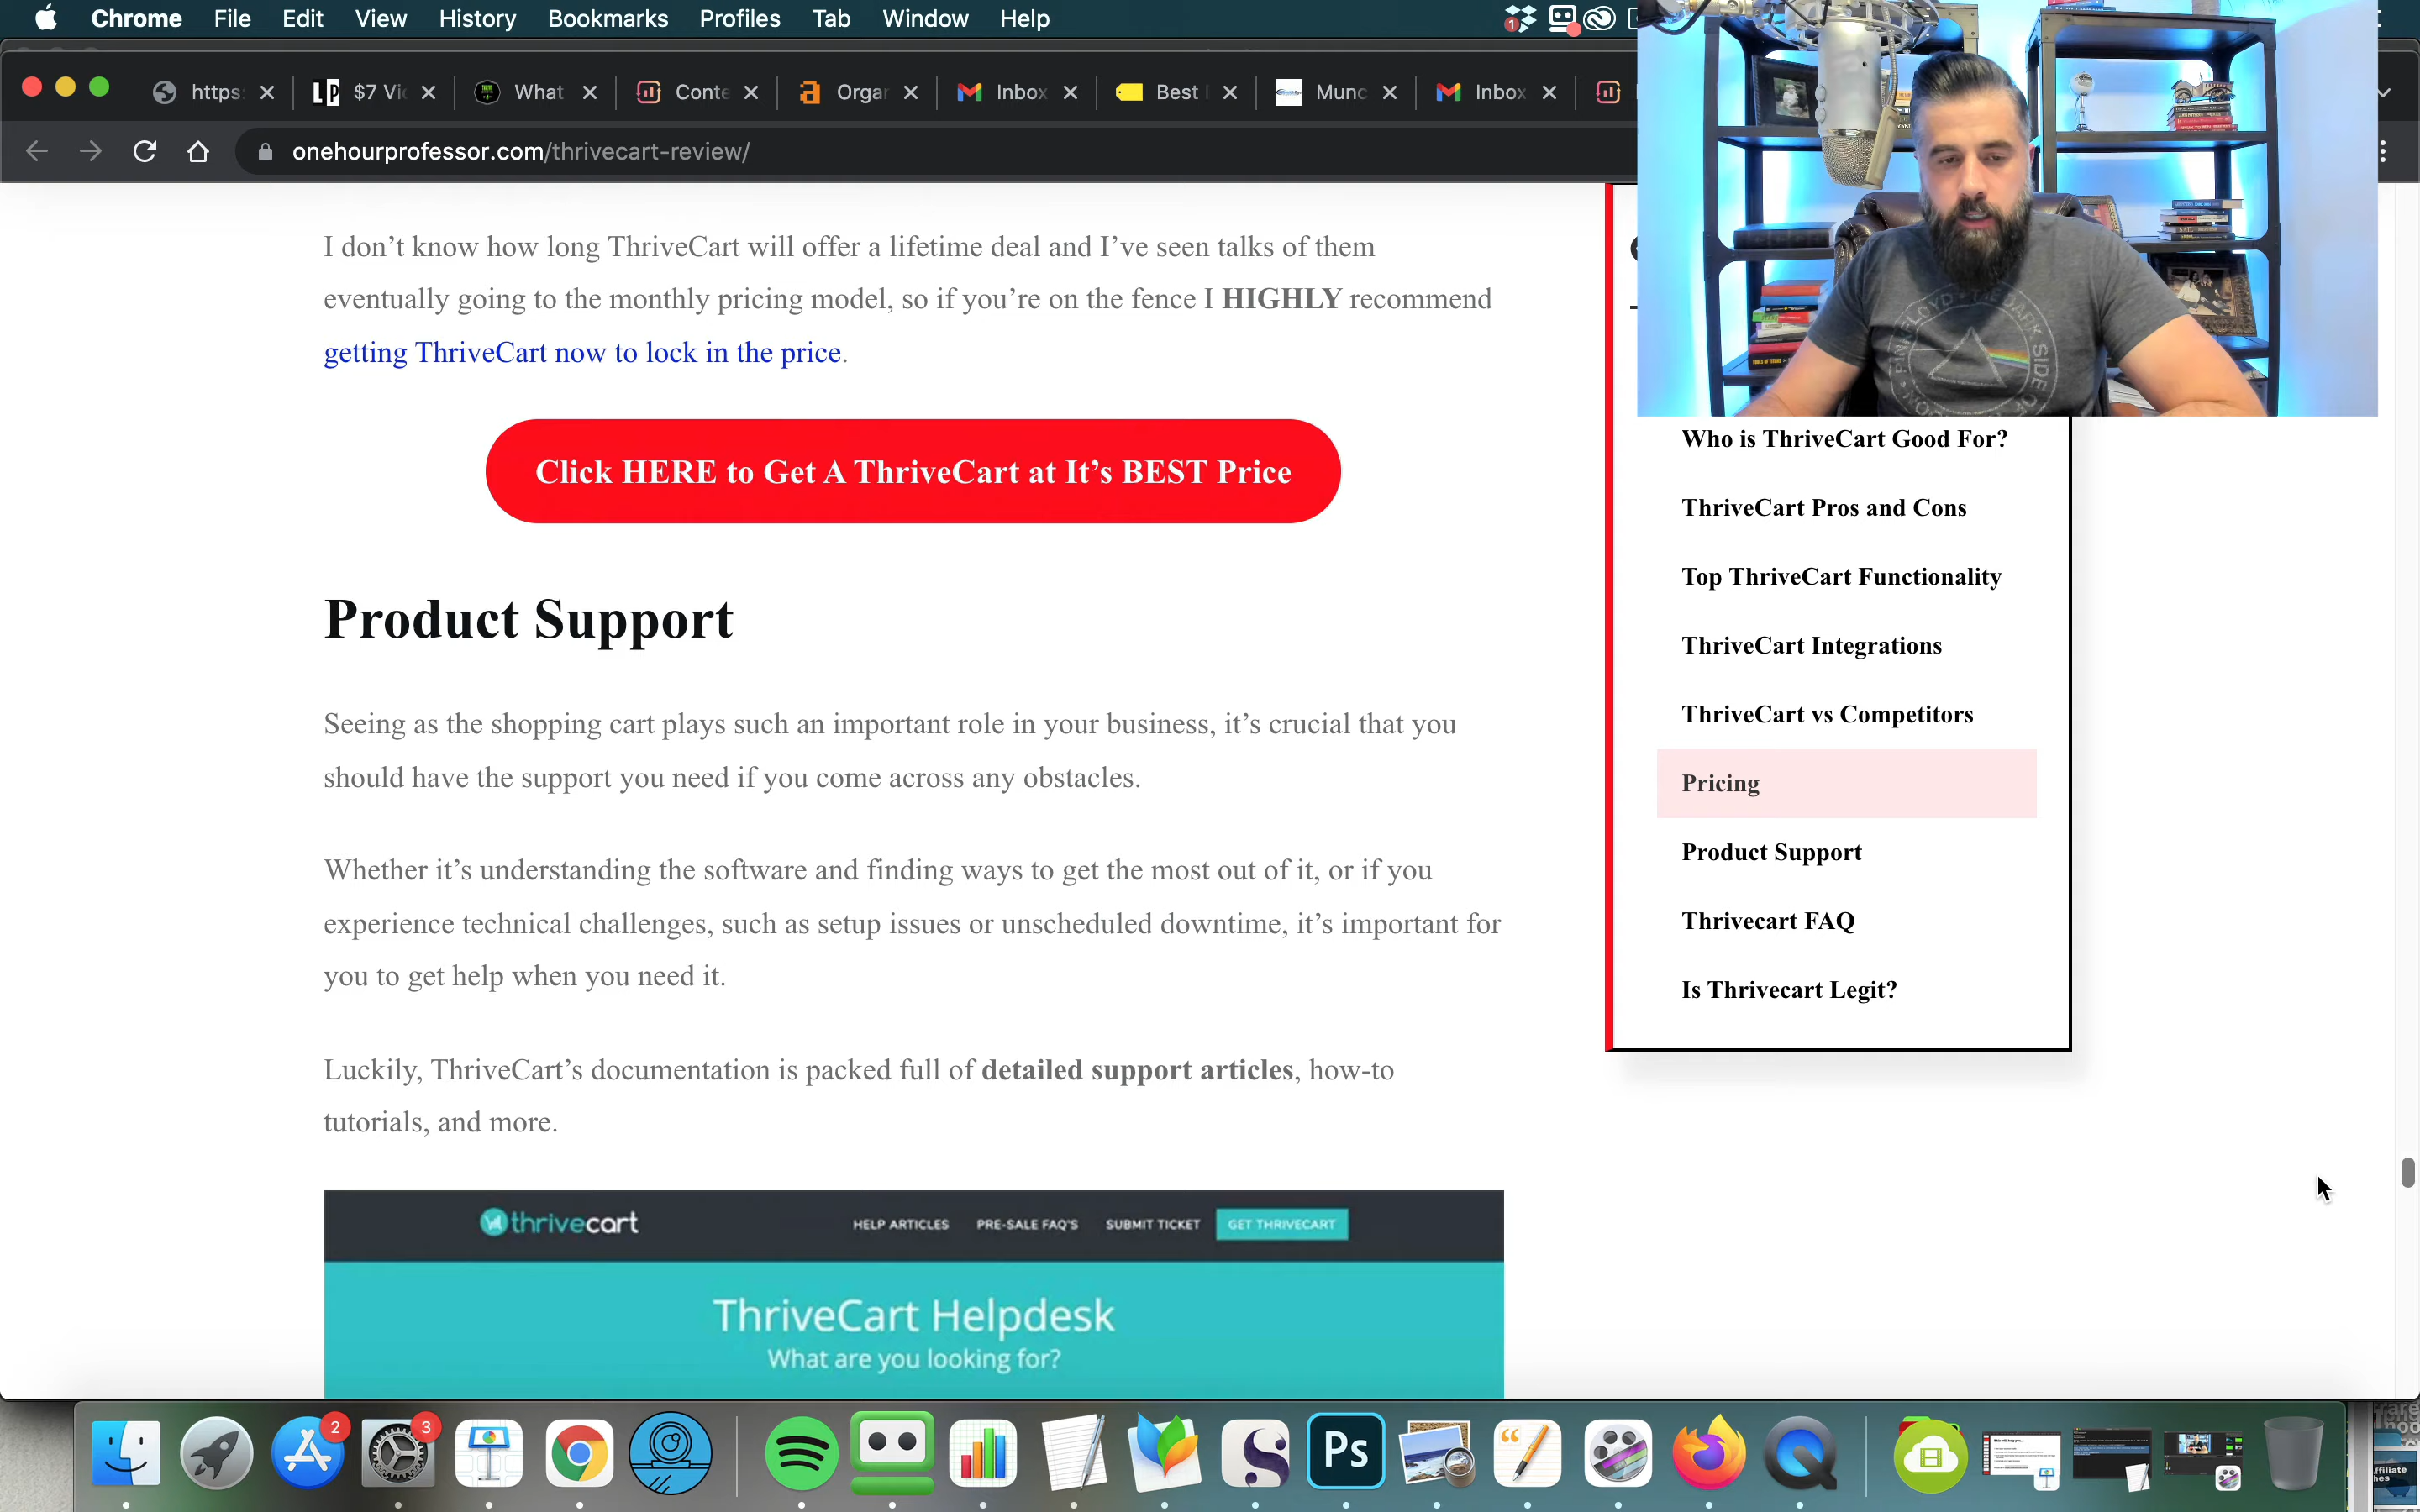 Chrome File Edit View History Bookmarks Profiles Tab Window Help
1
https: $7 Vi What Conte Orga Inbox Best Munc Inbox
onehourprofessor.com/thrivecart-review/
I don't know how long ThriveCart will offer a lifetime deal and I've seen talks of them
eventually going to the monthly pricing model, so if you're on the fence I HIGHLY recommend
getting ThriveCart now to lock in the price.
Click HERE to Get A ThriveCart at It's BEST Price
Product Support
Seeing as the shopping cart plays such an important role in your business, it's crucial that you
should have the support you need if you come across any obstacles.
Whether it's understanding the software and finding ways to get the most out of it, or if you
experience technical challenges, such as setup issues or unscheduled downtime, it's important for
you to get help when you need it.
Luckily, ThriveCart's documentation is packed full of detailed support articles, how-to
tutorials, and more.
thrivecart HELP ARTICLES PRE-SALE FAQ'S SUBMIT TICKET GET THRIVECART
ThriveCart Helpdesk
What are you looking for?
Who is ThriveCart Good For?
ThriveCart Pros and Cons
Top ThriveCart Functionality
ThriveCart Integrations
ThriveCart vs Competitors
Pricing
Product Support
Thrivecart FAQ
Is Thrivecart Legit?
PINK FLOYD THE DARK SIDE OF
2
3
Ps